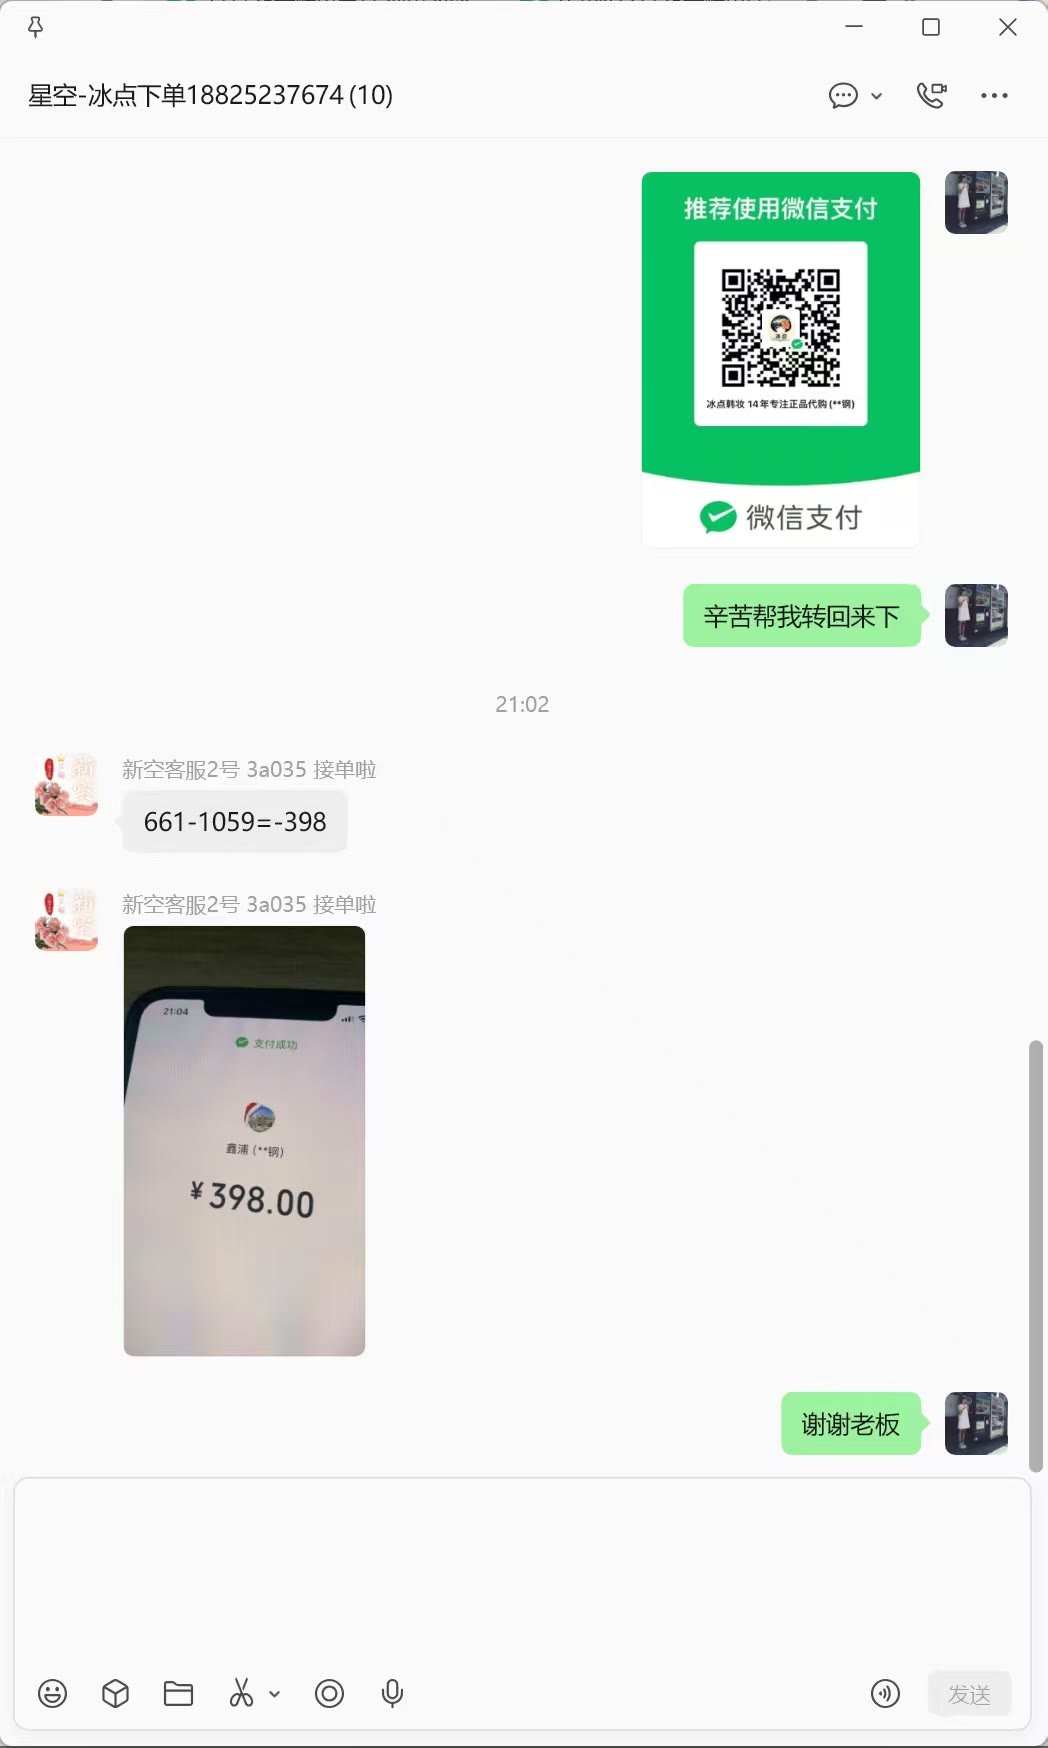 星空-冰点下单18825237674(10)
推荐使用微信支付
冰点韩妆 14年专注正品代购(**钢)
微信支付
辛苦帮我转回来下
21:02
新空客服2号 3a035 接单啦
661-1059=-398
新空客服2号 3a035 接单啦
21:04
支付成功
鑫浦(**钢)
¥398.00
谢谢老板
发送